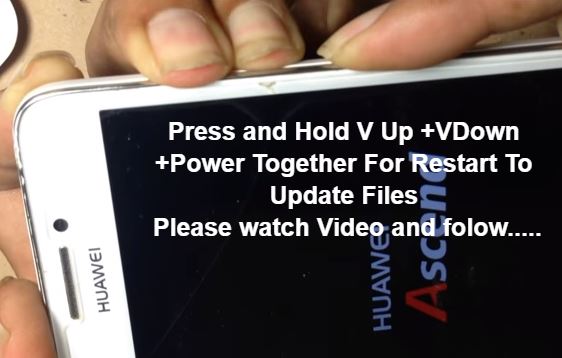 Press and Hold V Up +VDown
+Power Together For Restart To
Update Files
Please watch Video and folow.....
HUAWEI
HUAWEI
Ascend